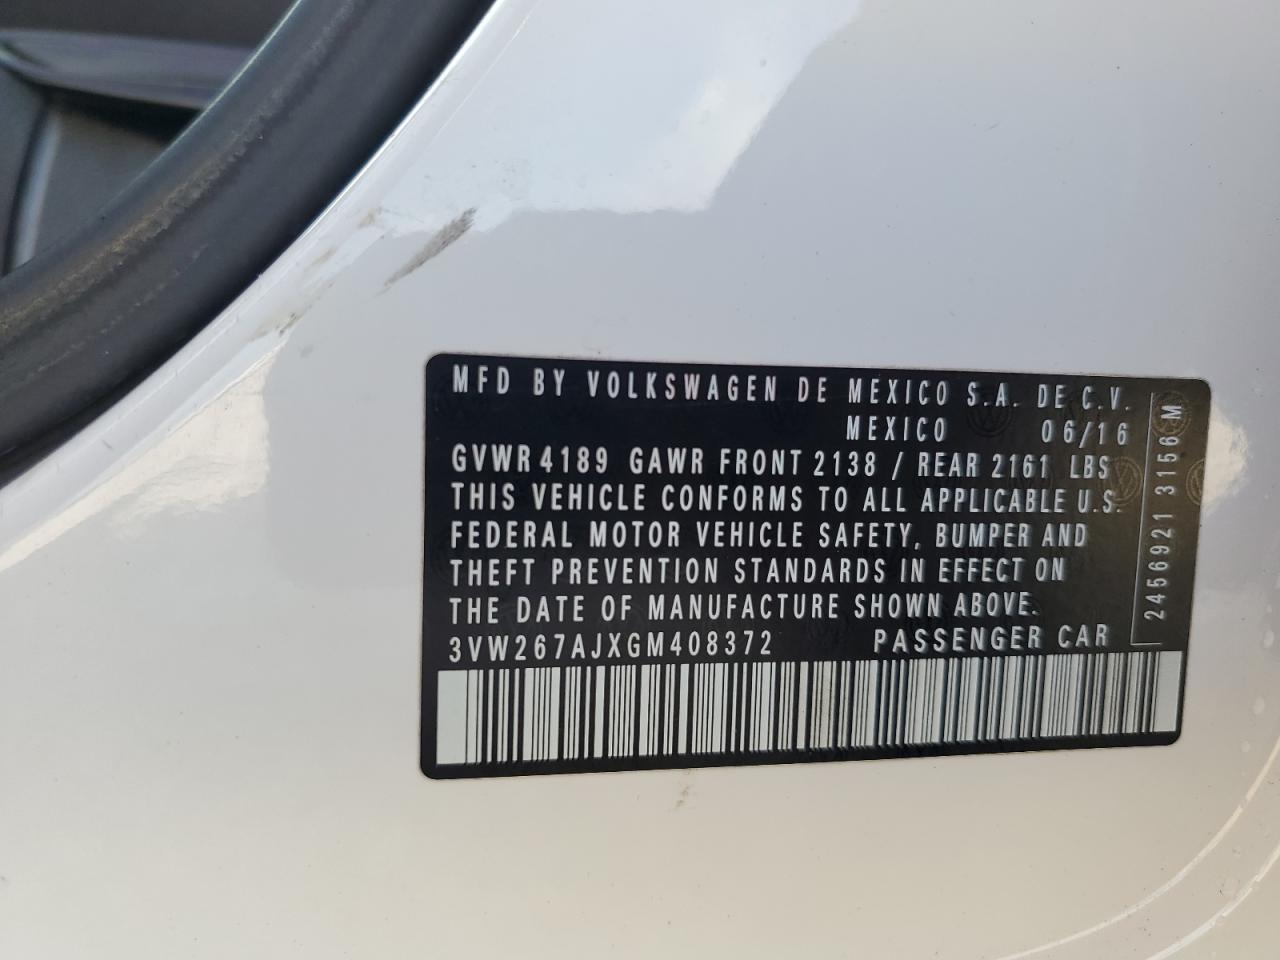 MFD BY VOLKSWAGEN DE MEXICO S.A. DE C.V.
MEXICO 06/16
GVWR 4189 GAWR FRONT 2138 / REAR 2161 LBS
THIS VEHICLE CONFORMS TO ALL APPLICABLE U.S.
FEDERAL MOTOR VEHICLE SAFETY, BUMPER AND
THEFT PREVENTION STANDARDS IN EFFECT ON
THE DATE OF MANUFACTURE SHOWN ABOVE.
3VW267AJXGM408372 PASSENGER CAR
2456921 3156 M